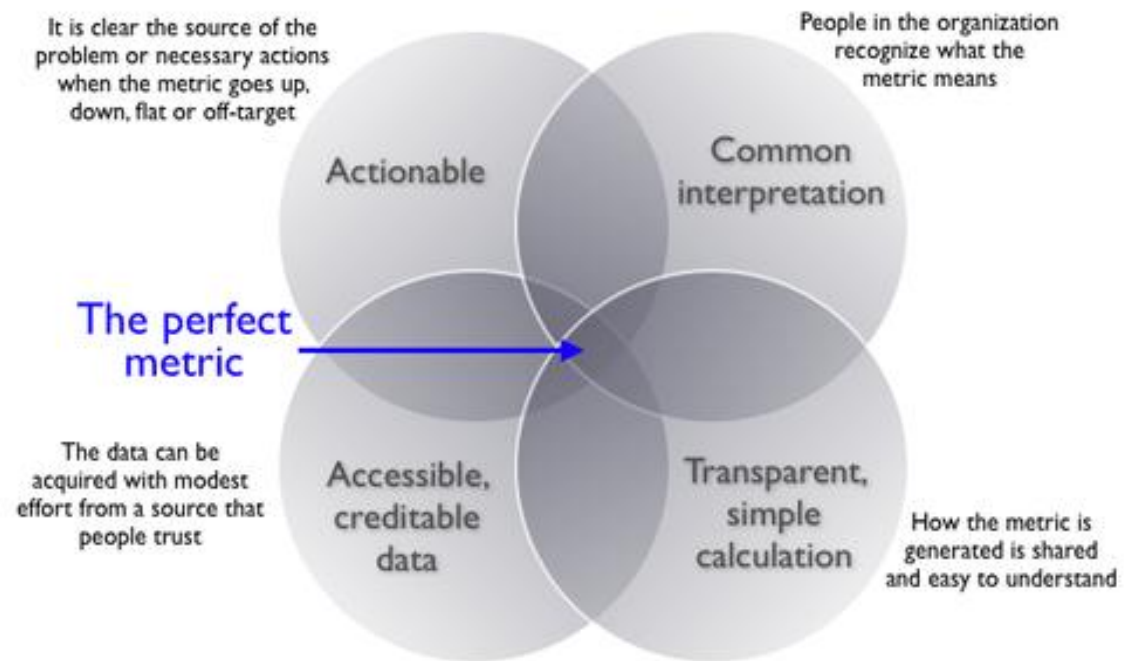 It is clear the source of the
problem or necessary actions
when the metric goes up,
down, flat or off-target
People in the organization
recognize what the
metric means
Actionable
Common
interpretation
The perfect
metric
The data can be
acquired with modest
effort from a source that
people trust
Accessible,
creditable
data
Transparent,
simple
calculation
How the metric is
generated is shared
and easy to understand